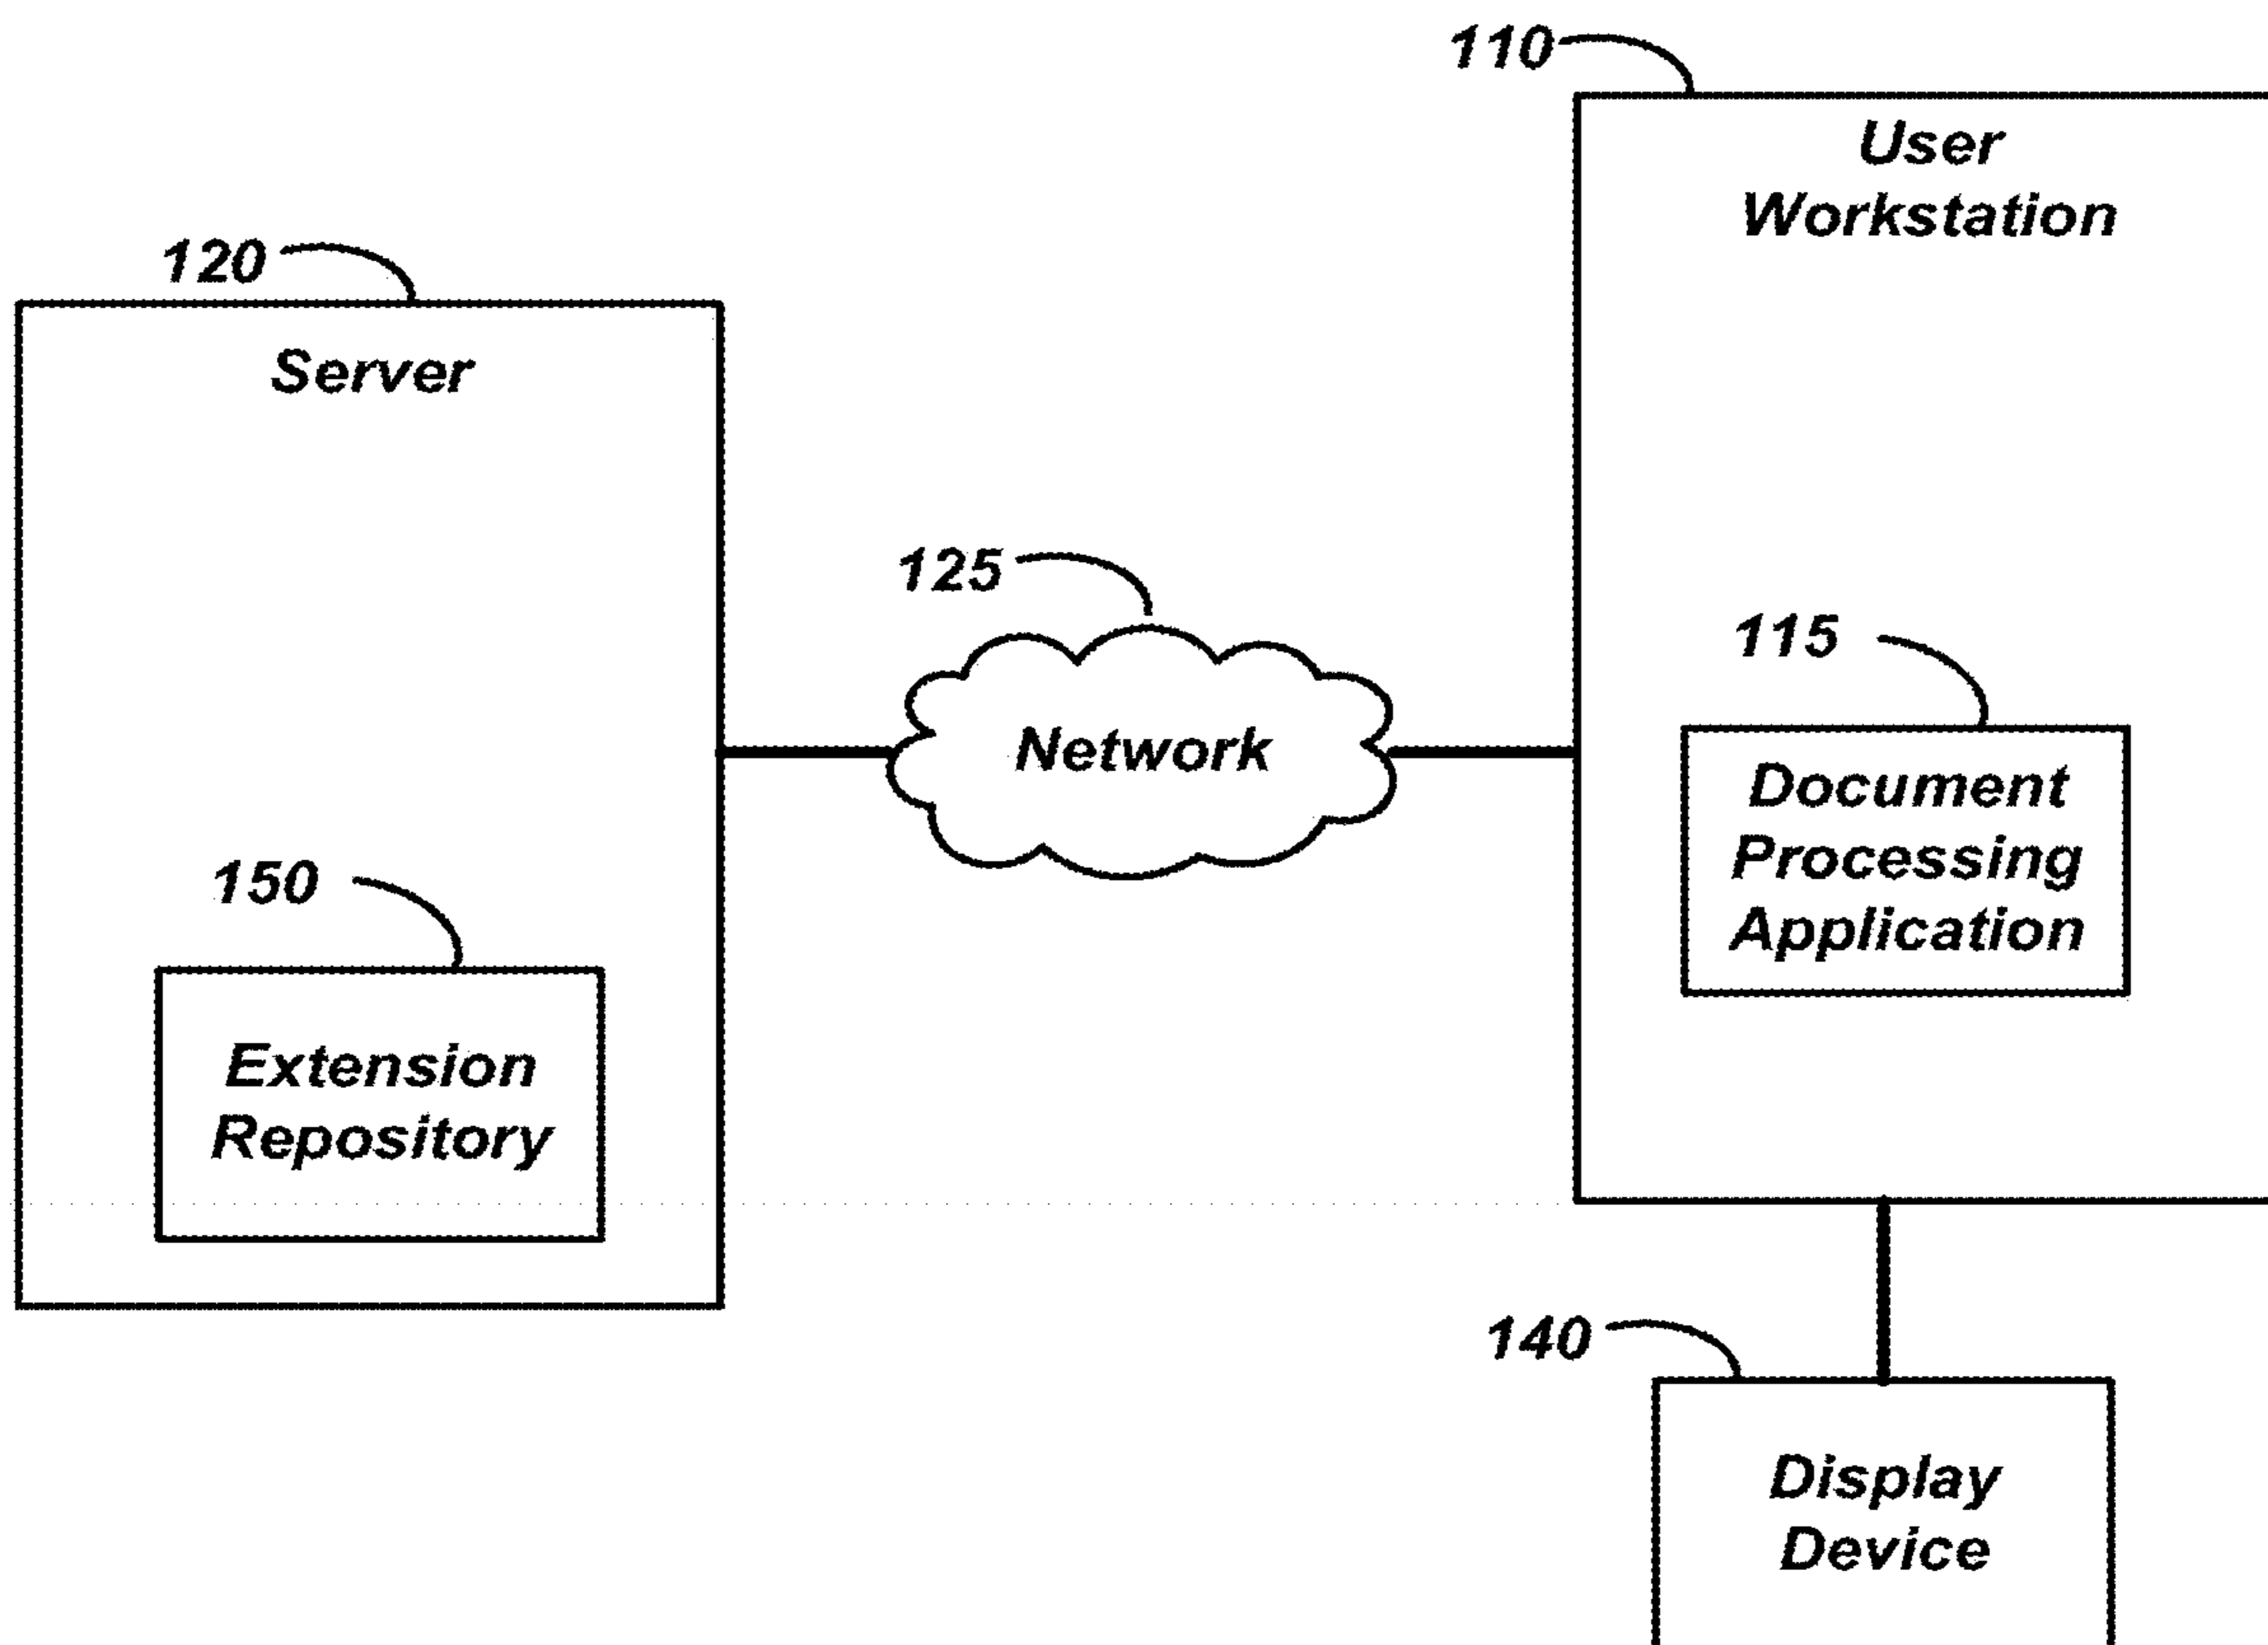 110
User
Workstation
120
Server
125
Network
115
Document
Processing
Application
150
Extension
Repository
140
Display
Device